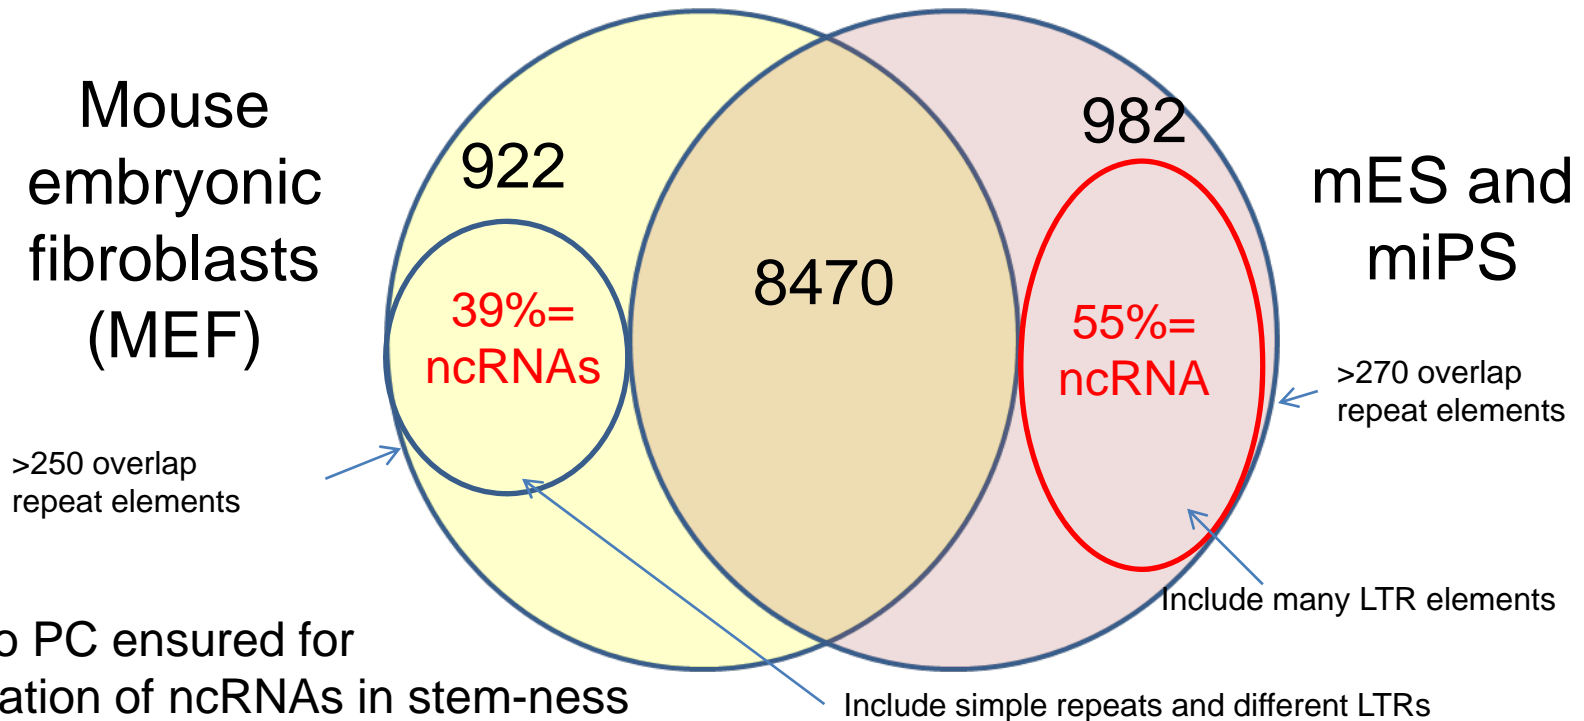 Mouse
embryonic
fibroblasts
(MEF)
922
39%=
ncRNAs
8470
982
55%=
ncRNA
mES and
miPS
>270 overlap
repeat elements
>250 overlap
repeat elements
Include many LTR elements
PC ensured for
of ncRNAs in stem-ness
Include simple repeats and different LTRs